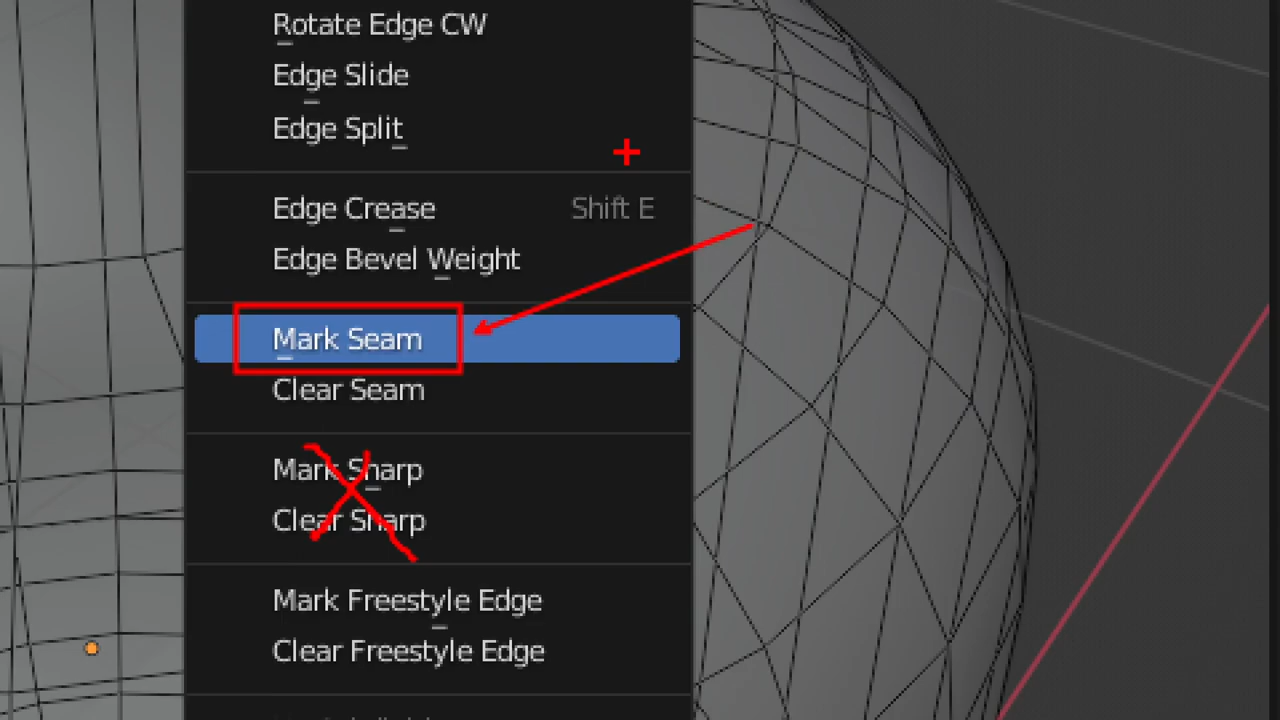 Rotate Edge CW
Edge Slide
Edge Split
Edge Crease Shift E
Edge Bevel Weight
Mark Seam
Clear Seam
Mark Sharp
Clear Sharp
Mark Freestyle Edge
Clear Freestyle Edge